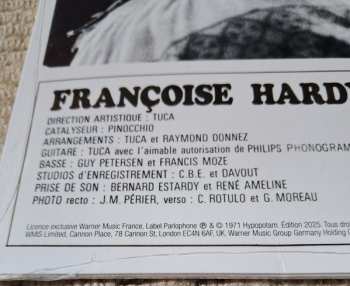 FRANÇOISE HARDY
DIRECTION ARTISTIQUE : TUCA
CATALYSEUR : PINOCCHIO
ARRANGEMENTS : TUCA et RAYMOND DONNEZ
GUITARE : TUCA avec l'aimable autorisation de PHILIPS PHONOGRAM
BASSE : GUY PETERSEN et FRANCIS MOZE
STUDIOS d'ENREGISTREMENT : C.B.E. et DAVOUT
PRISE DE SON : BERNARD ESTARDY et RENÉ AMELINE
PHOTO recto : J.M. PÉRIER, verso : C. ROTULO et G. MOREAU
Licence exclusive Warner Music France, Label Parlophone ℗ & © 1971 Hypopotam. Edition 2025. Tous dr
WMIS Limited, Cannon Place, 78 Cannon St, London EC4N 6AF, UK. Warner Music Group Germany Holding